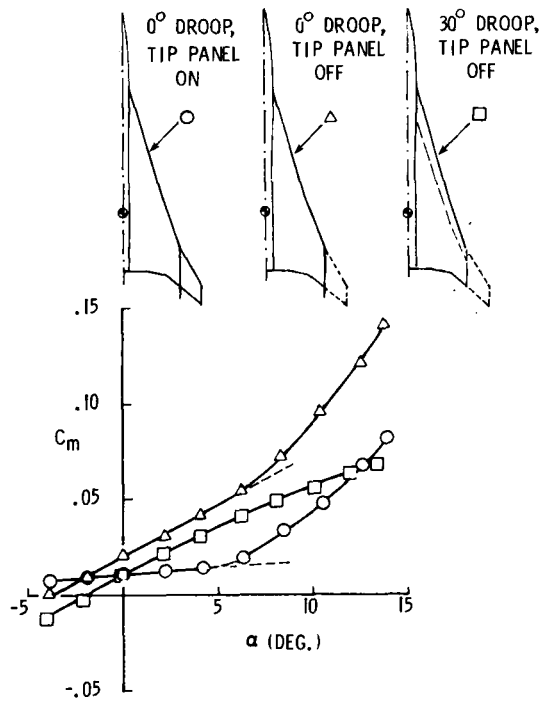 0° DROOP,
TIP PANEL
ON
0° DROOP,
TIP PANEL
OFF
30° DROOP,
TIP PANEL
OFF
.15
.10
Cm
.05
-5
5
10
15
α (DEG.)
-.05